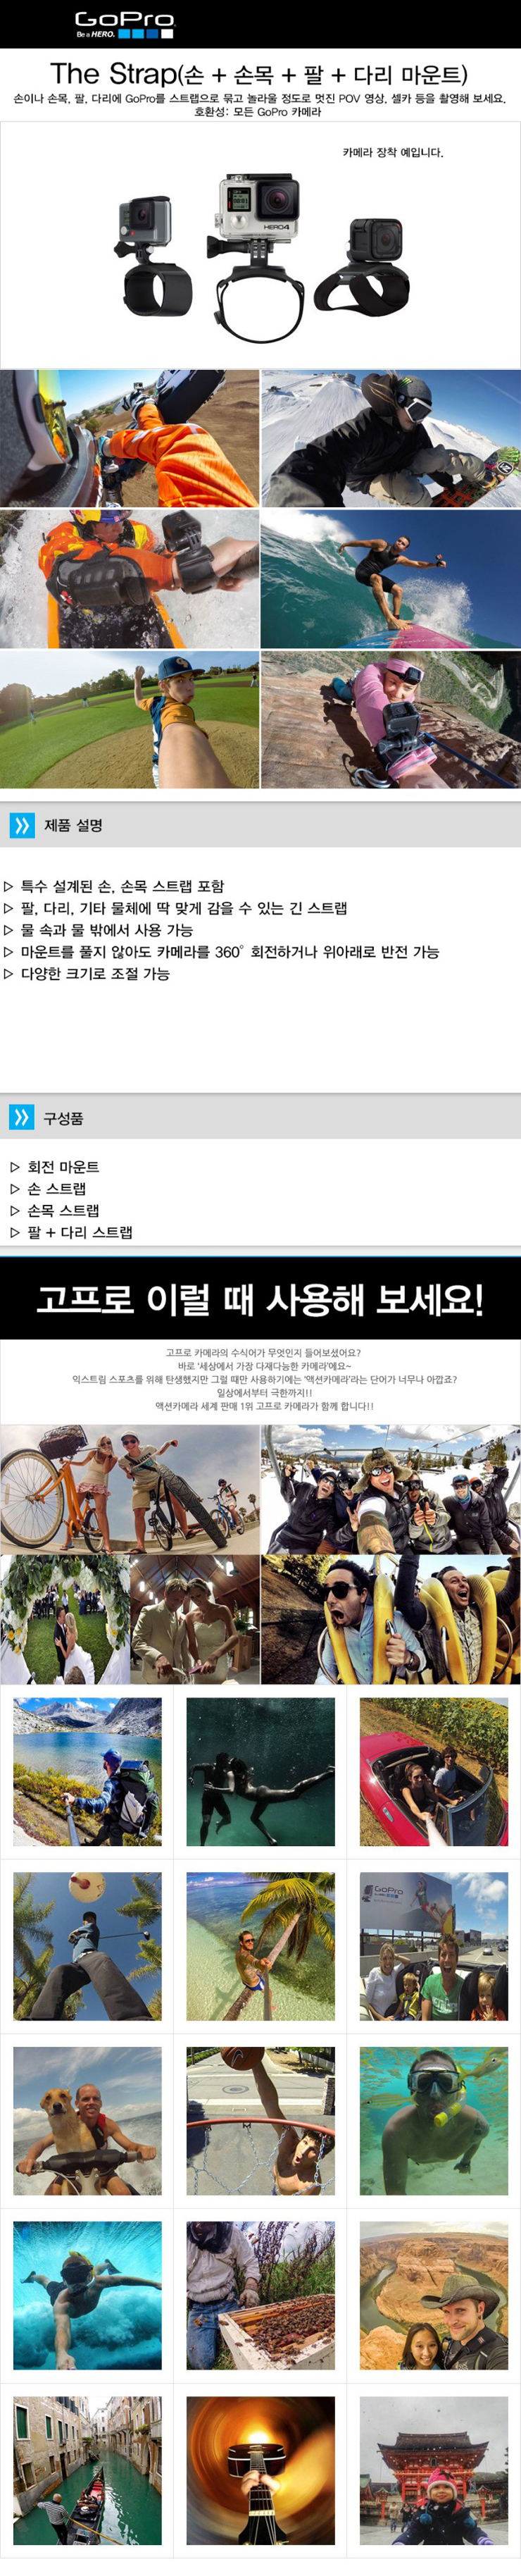 GoPro
Be a HERO.
The Strap(손 + 손목 + 팔 + 다리 마운트)
손이나 손목, 팔, 다리에 GoPro를 스트랩으로 묶고 놀라울 정도로 멋진 POV 영상, 셀카 등을 촬영해 보세요.
호환성: 모든 GoPro 카메라
카메라 장착 예입니다.
HERO4
제품 설명
▷ 특수 설계된 손, 손목 스트랩 포함
▷ 팔, 다리, 기타 물체에 딱 맞게 감을 수 있는 긴 스트랩
▷ 물 속과 물 밖에서 사용 가능
▷ 마운트를 풀지 않아도 카메라를 360° 회전하거나 위아래로 반전 가능
▷ 다양한 크기로 조절 가능
구성품
▷ 회전 마운트
▷ 손 스트랩
▷ 손목 스트랩
▷ 팔 + 다리 스트랩
고프로 이럴 때 사용해 보세요!
고프로 카메라의 수식어가 무엇인지 들어보셨어요?
바로 '세상에서 가장 다재다능한 카메라'에요~
익스트림 스포츠를 위해 탄생했지만 그럴 때만 사용하기에는 '액션카메라'라는 단어가 너무나 아깝죠?
일상에서부터 극한까지!!
액션카메라 세계 판매 1위 고프로 카메라가 함께 합니다!!
GoPro